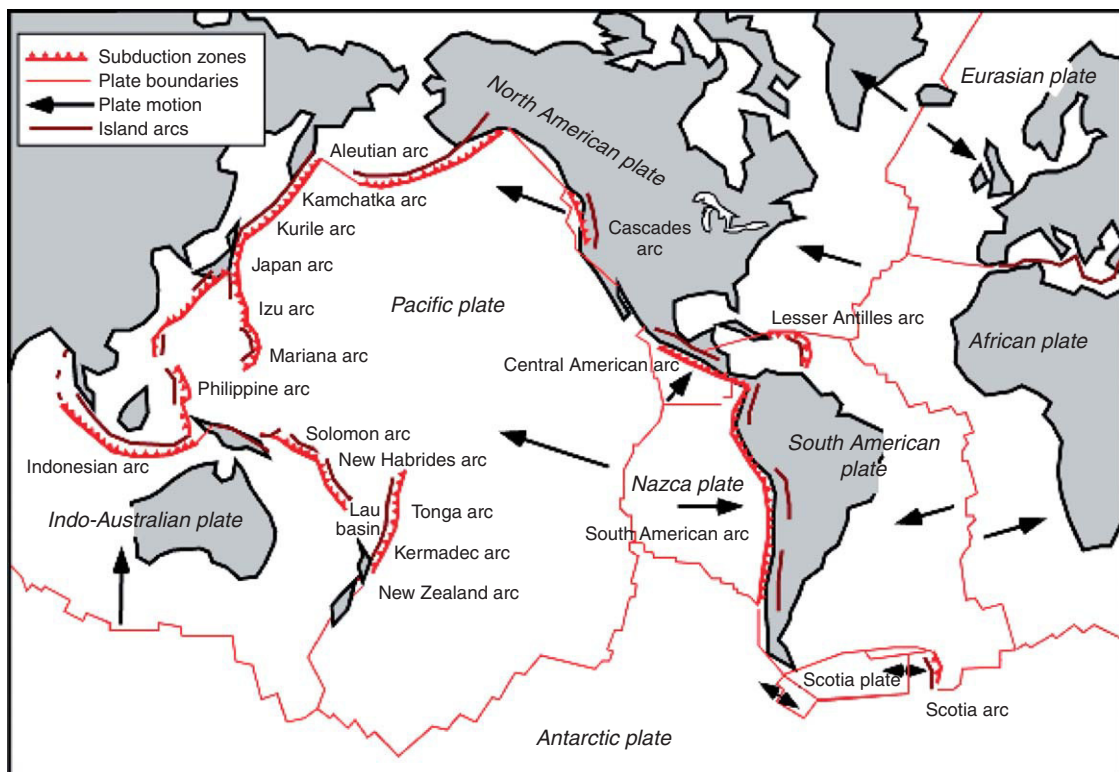 Subduction zones
Plate boundaries
Plate motion
Island arcs
Eurasian plate
North American plate
Aleutian arc
Kamchatka arc
Kurile arc
Cascades
arc
Japan arc
Izu arc
Pacific plate
Lesser Antilles arc
African plate
Mariana arc
Central American arc
Philippine arc
Solomon arc
South American
plate
New Habrides arc
Indonesian arc
Nazca plate
Indo-Australian plate
Lau
basin
Tonga arc
South American arc
Kermadec arc
New Zealand arc
Scotia plate
Scotia arc
Antarctic plate